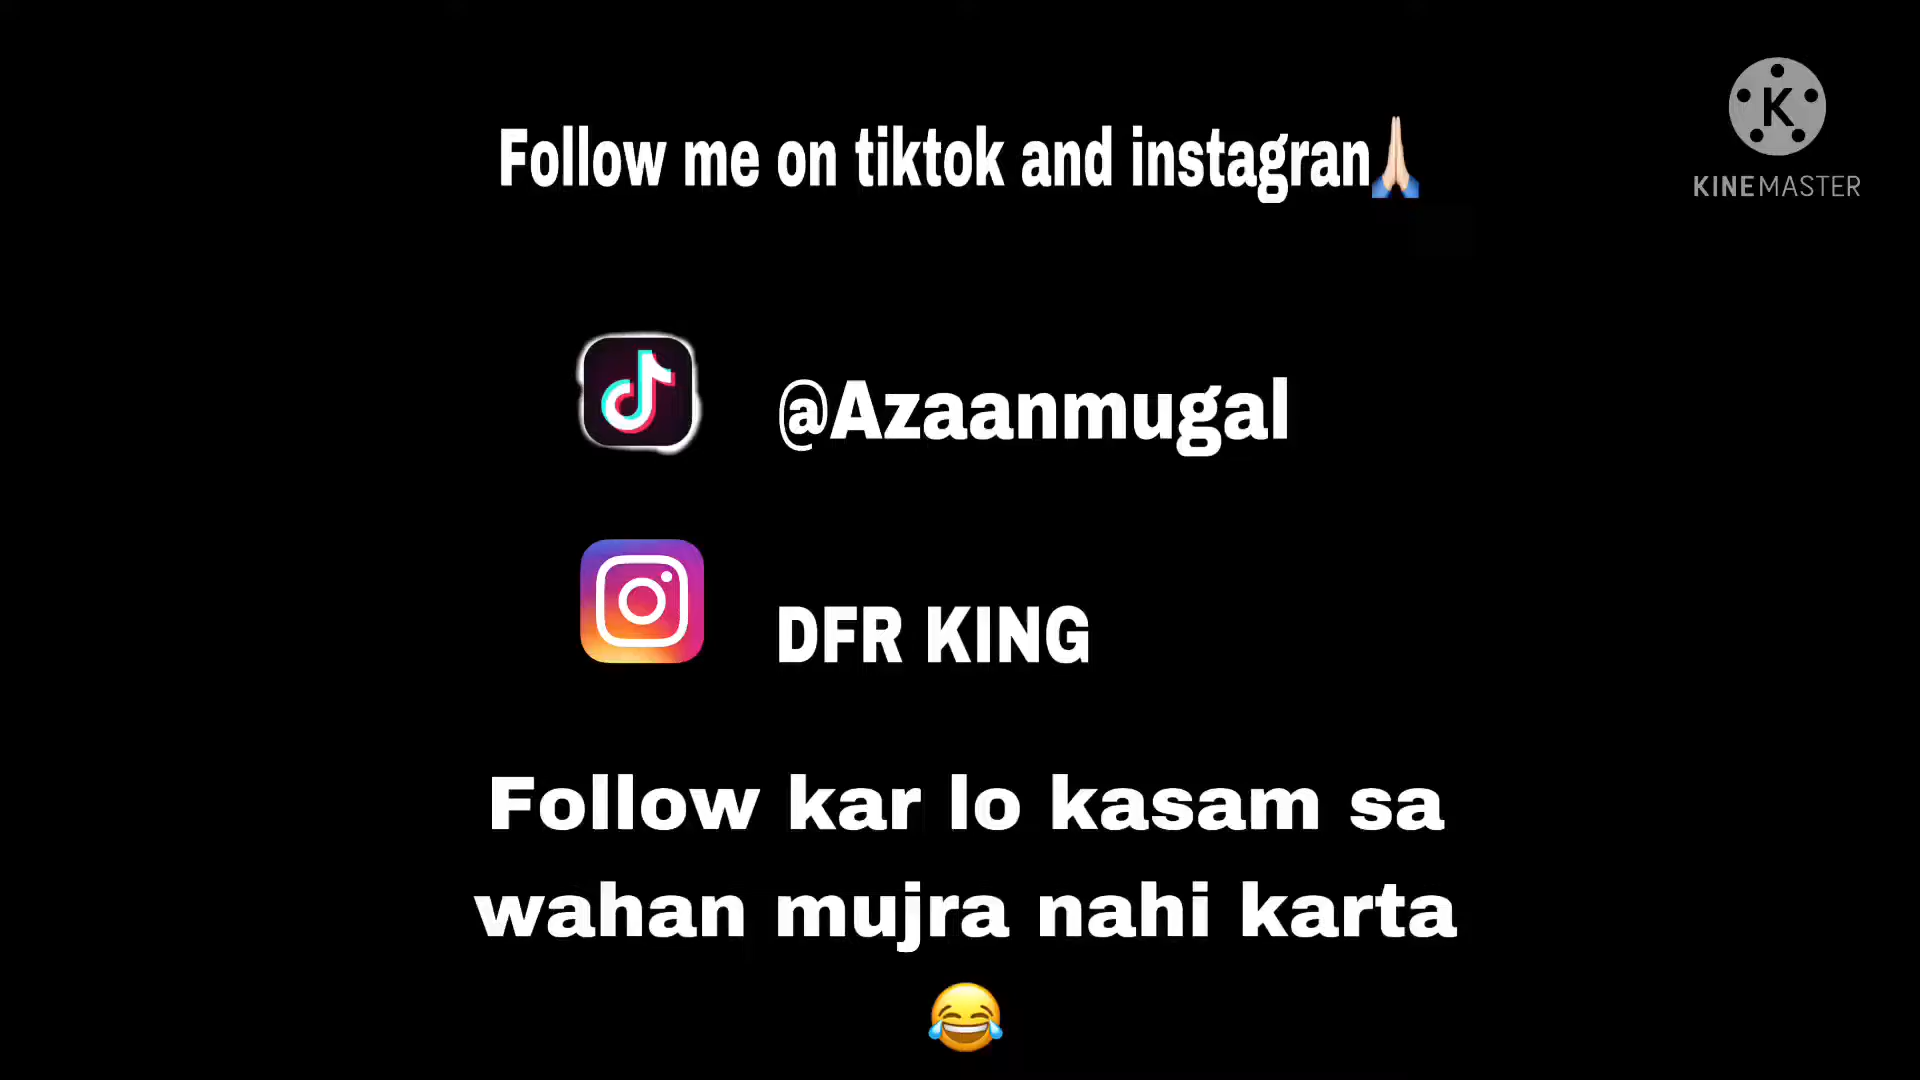 Follow me on tiktok and instagran🙏🏻
KINEMASTER
@Azaanmugal
DFR KING
Follow kar lo kasam sa
wahan mujra nahi karta
😂